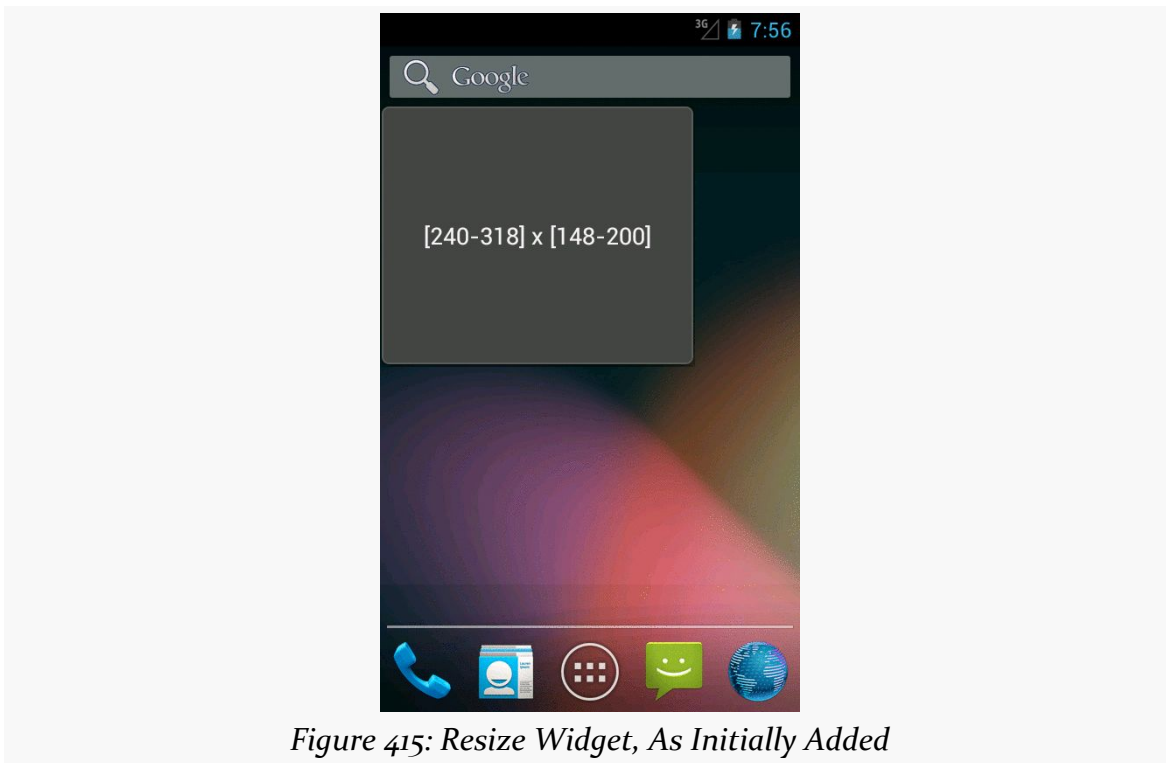 3G 7:56
Google
[240-318] x [148-200]
Figure 415: Resize Widget, As Initially Added